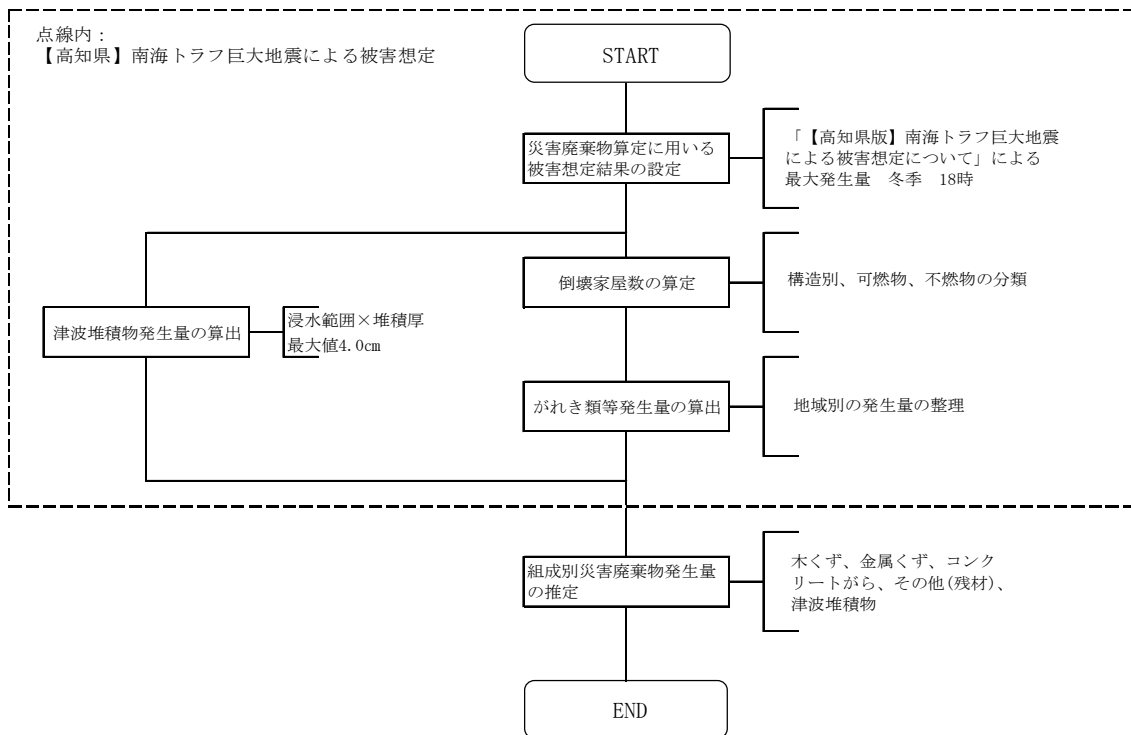 点線内：
【高知県】南海トラフ巨大地震による被害想定
START
災害廃棄物算定に用いる
被害想定結果の設定
「【高知県版】南海トラフ巨大地震
による被害想定について」による
最大発生量　冬季　18時
倒壊家屋数の算定
構造別、可燃物、不燃物の分類
津波堆積物発生量の算出
浸水範囲×堆積厚
最大値4.0cm
がれき類等発生量の算出
地域別の発生量の整理
組成別災害廃棄物発生量
の推定
木くず、金属くず、コンク
リートがら、その他(残材)、
津波堆積物
END